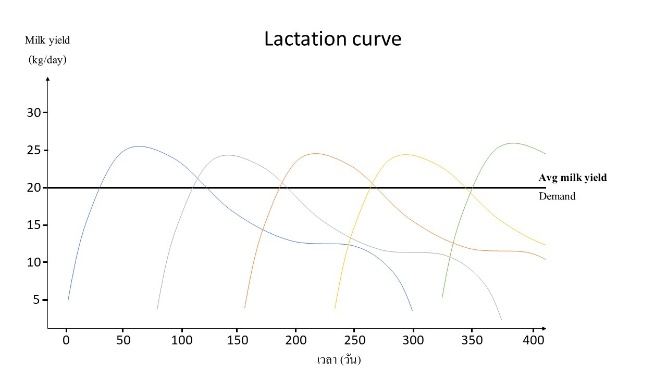 Lactation curve
Milk yield
(kg/day)
30
25
20
15
10
5
Avg milk yield
Demand
0 50 100 150 200 250 300 350 400
เวลา (วัน)